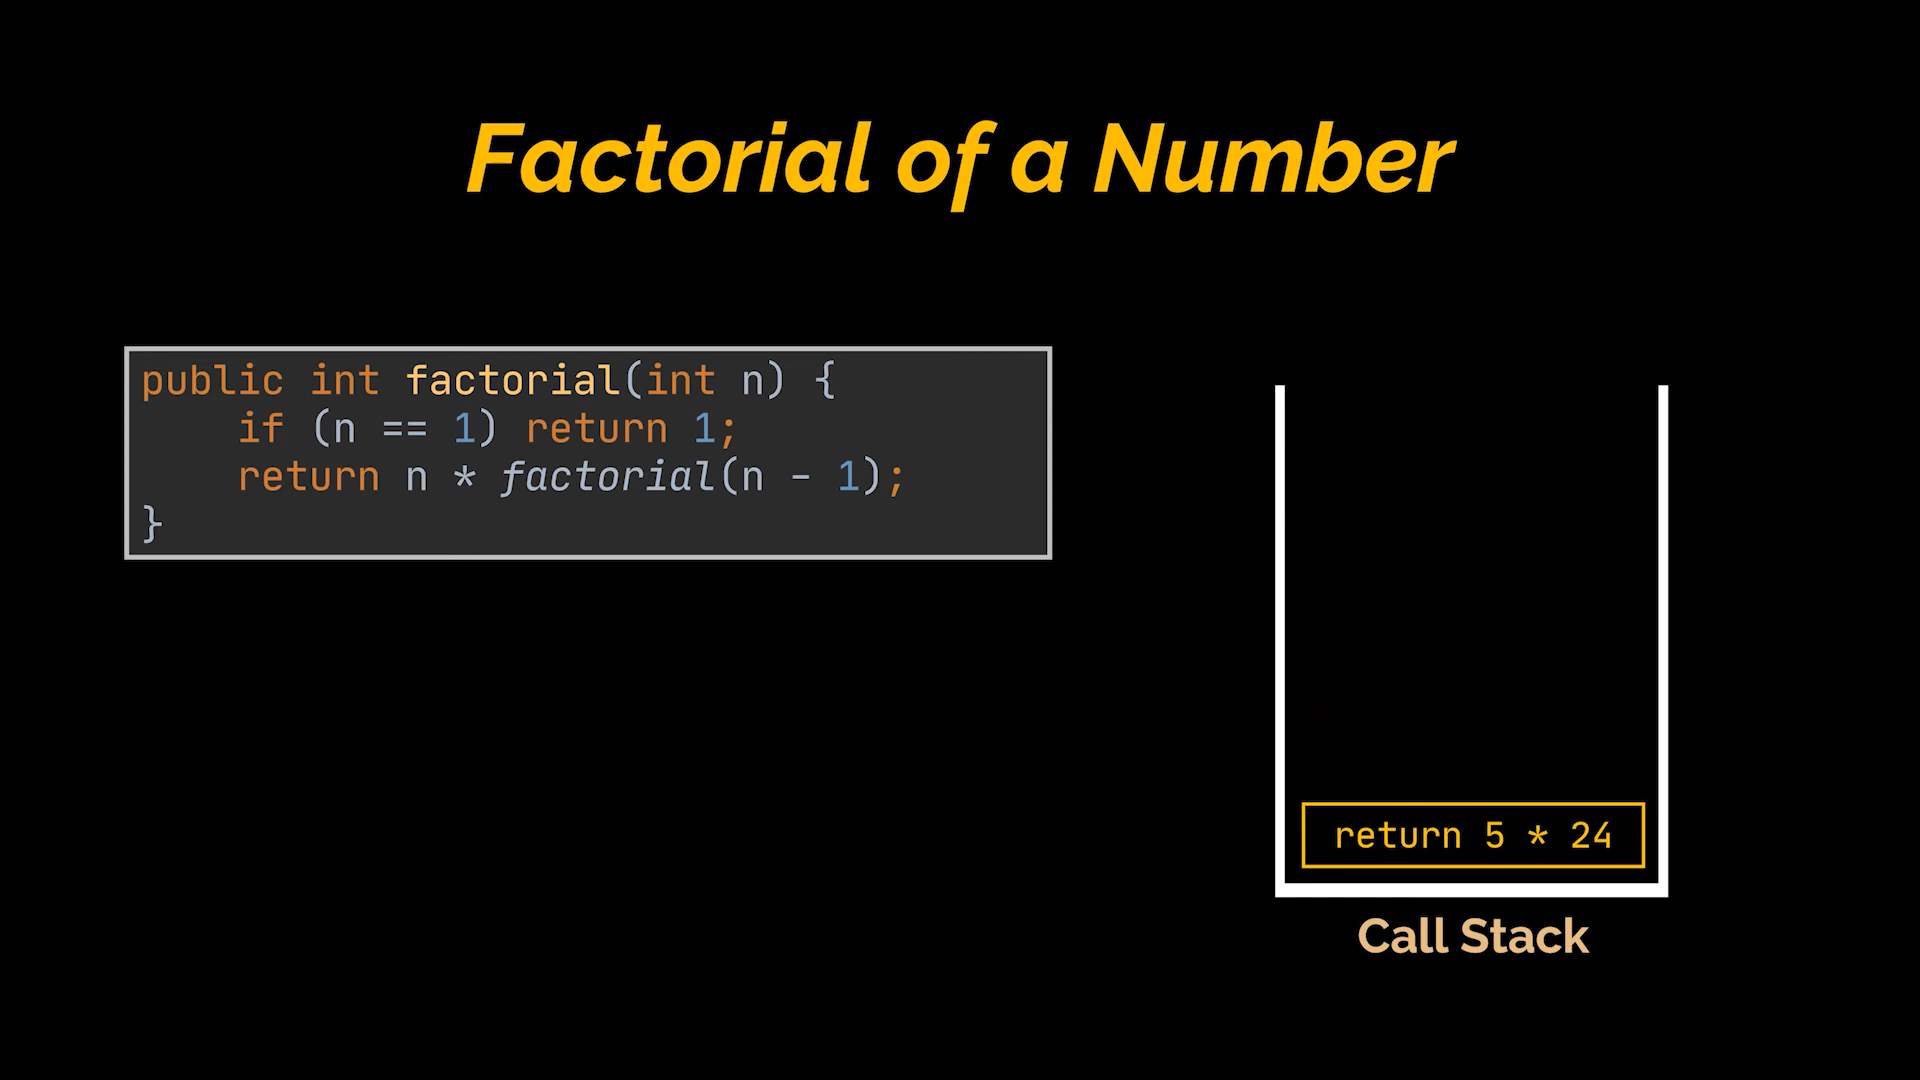 Factorial of a Number
public int factorial(int n) {
    if (n == 1) return 1;
    return n * factorial(n - 1);
}
return 5 * 24
Call Stack